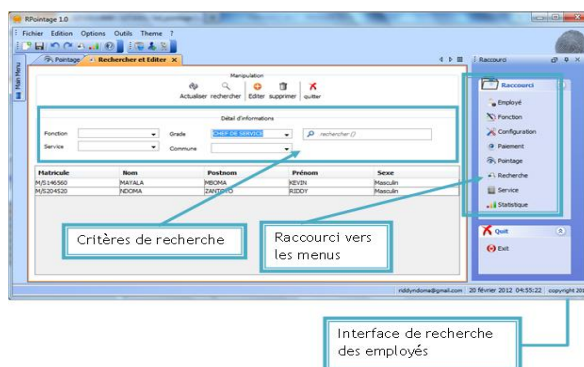 RPointage 1.0
Fichier Edition Options Outils Theme ?
Pointage Rechercher et Editer
Raccourci
Main Menu
Manipulation
Actualiser rechercher Editer supprimer quitter
Détail d'informations
Fonction
Grade
CHEF DE SERVICE
rechercher ()
Service
Commune
Matricule Nom Postnom Prénom Sexe
M/S146560 MAYALA MBOMA KEVIN Masculin
M/S204520 NDOMA RIDDY Masculin
Raccourci
Employé
Fonction
Configuration
Paiement
Pointage
Recherche
Service
Statistique
Quit
Exit
Critères de recherche
Raccourci vers
les menus
riddyndoma@gmail.com 20 février 2012 04:55:22 copyright 201
Interface de recherche
des employés